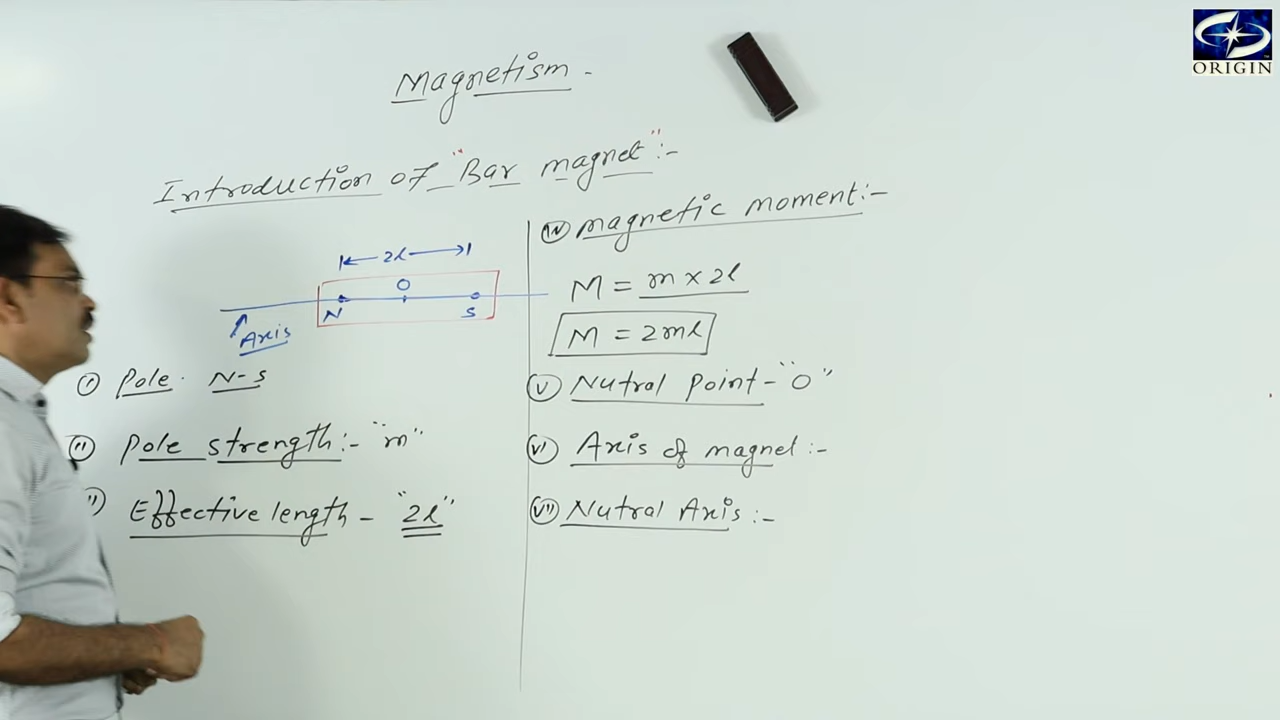 ORIGIN
Magnetism -
Introduction of "Bar magnet":-
2l
O
N S
Axis
(i) Pole. N-S
(ii) Pole strength:- "m"
Effective length - "2l"
(iv) magnetic moment:-
M = m x 2l
M = 2ml
(v) Nutral point - "O"
(vi) Axis of magnet :-
(vii) Nutral Axis :-